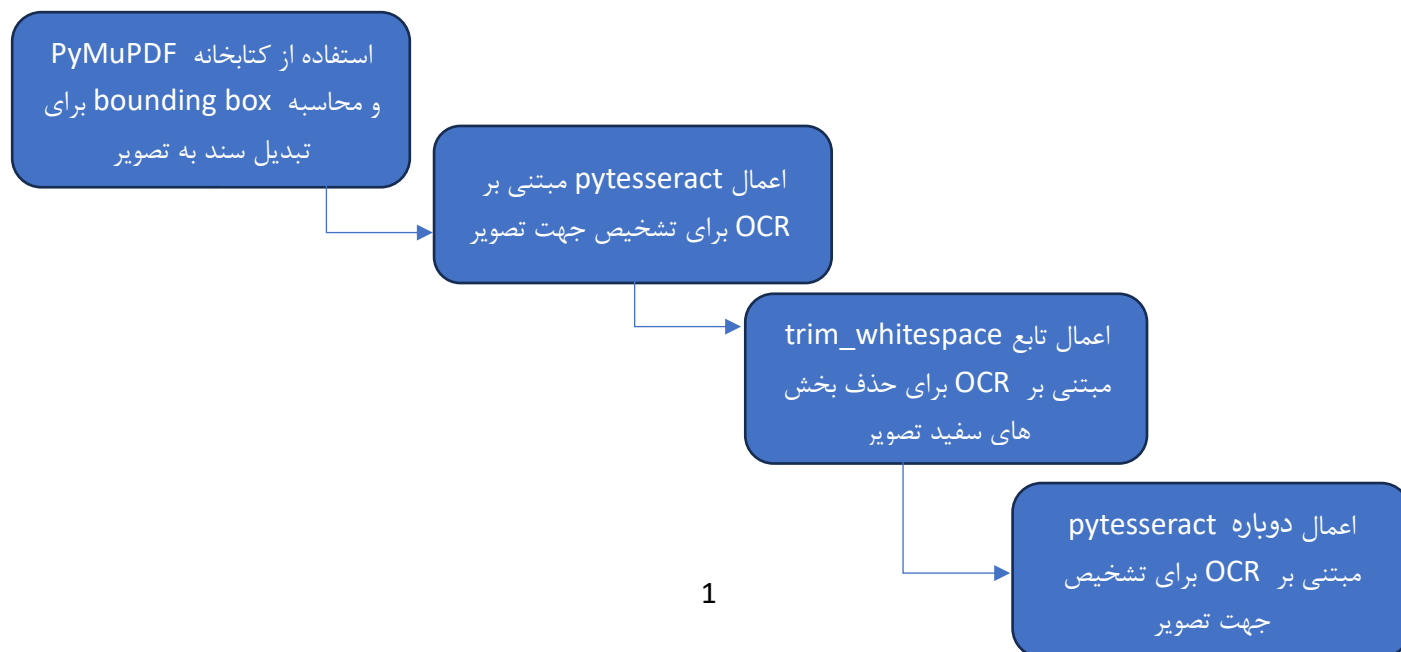 استفاده از کتابخانه PyMuPDF
و محاسبه bounding box برای
تبدیل سند به تصویر
اعمال pytesseract مبتنی بر
OCR برای تشخیص جهت تصویر
اعمال تابع trim_whitespace
مبتنی بر OCR برای حذف بخش
های سفید تصویر
اعمال دوباره pytesseract
مبتنی بر OCR برای تشخیص
جهت تصویر
1